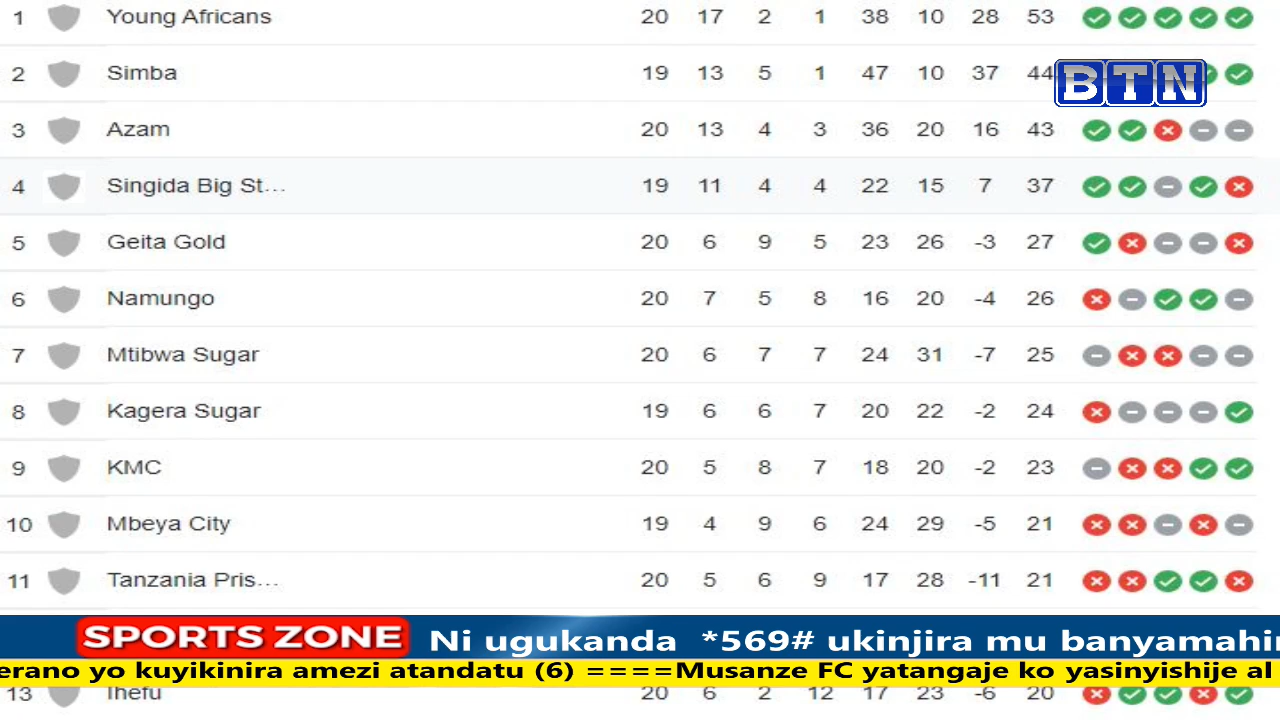 1 Young Africans 20 17 2 1 38 10 28 53
2 Simba 19 13 5 1 47 10 37 44
BTN
3 Azam 20 13 4 3 36 20 16 43
4 Singida Big St... 19 11 4 4 22 15 7 37
5 Geita Gold 20 6 9 5 23 26 -3 27
6 Namungo 20 7 5 8 16 20 -4 26
7 Mtibwa Sugar 20 6 7 7 24 31 -7 25
8 Kagera Sugar 19 6 6 7 20 22 -2 24
9 KMC 20 5 8 7 18 20 -2 23
10 Mbeya City 19 4 9 6 24 29 -5 21
11 Tanzania Pris... 20 5 6 9 17 28 -11 21
SPORTS ZONE Ni ugukanda *569# ukinjira mu banyamahi
erano yo kuyikinira amezi atandatu (6) ====Musanze FC yatangaje ko yasinyishije al
13 Ihefu 20 6 2 12 17 23 -6 20